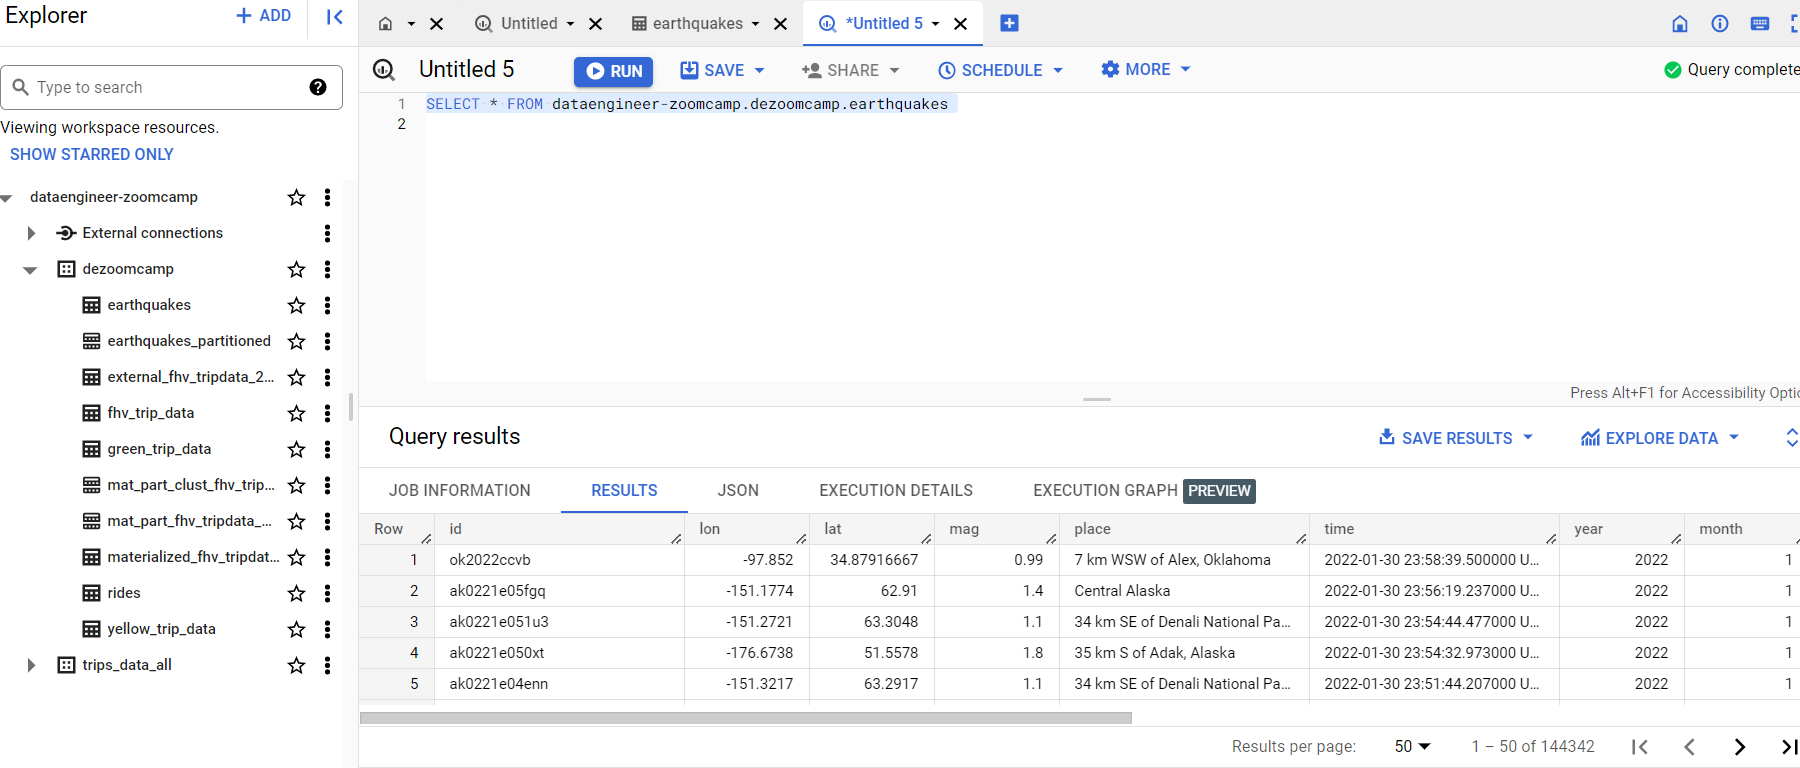 Explorer
+ ADD
Type to search
Viewing workspace resources.
SHOW STARRED ONLY
dataengineer-zoomcamp
External connections
dezoomcamp
earthquakes
earthquakes_partitioned
external_fhv_tripdata_2...
fhv_trip_data
green_trip_data
mat_part_clust_fhv_trip...
mat_part_fhv_tripdata_...
materialized_fhv_tripdat...
rides
yellow_trip_data
trips_data_all
Untitled
earthquakes
*Untitled 5
Untitled 5
RUN
SAVE
SHARE
SCHEDULE
MORE
Query complete
1 SELECT * FROM dataengineer-zoomcamp.dezoomcamp.earthquakes
2
Press Alt+F1 for Accessibility Optio
Query results
SAVE RESULTS
EXPLORE DATA
JOB INFORMATION RESULTS JSON EXECUTION DETAILS EXECUTION GRAPH PREVIEW
Row id lon lat mag place time year month
1 ok2022ccvb -97.852 34.87916667 0.99 7 km WSW of Alex, Oklahoma 2022-01-30 23:58:39.500000 U... 2022 1
2 ak0221e05fgq -151.1774 62.91 1.4 Central Alaska 2022-01-30 23:56:19.237000 U... 2022 1
3 ak0221e051u3 -151.2721 63.3048 1.1 34 km SE of Denali National Pa... 2022-01-30 23:54:44.477000 U... 2022 1
4 ak0221e050xt -176.6738 51.5578 1.8 35 km S of Adak, Alaska 2022-01-30 23:54:32.973000 U... 2022 1
5 ak0221e04enn -151.3217 63.2917 1.1 34 km SE of Denali National Pa... 2022-01-30 23:51:44.207000 U... 2022 1
Results per page: 50 1 – 50 of 144342